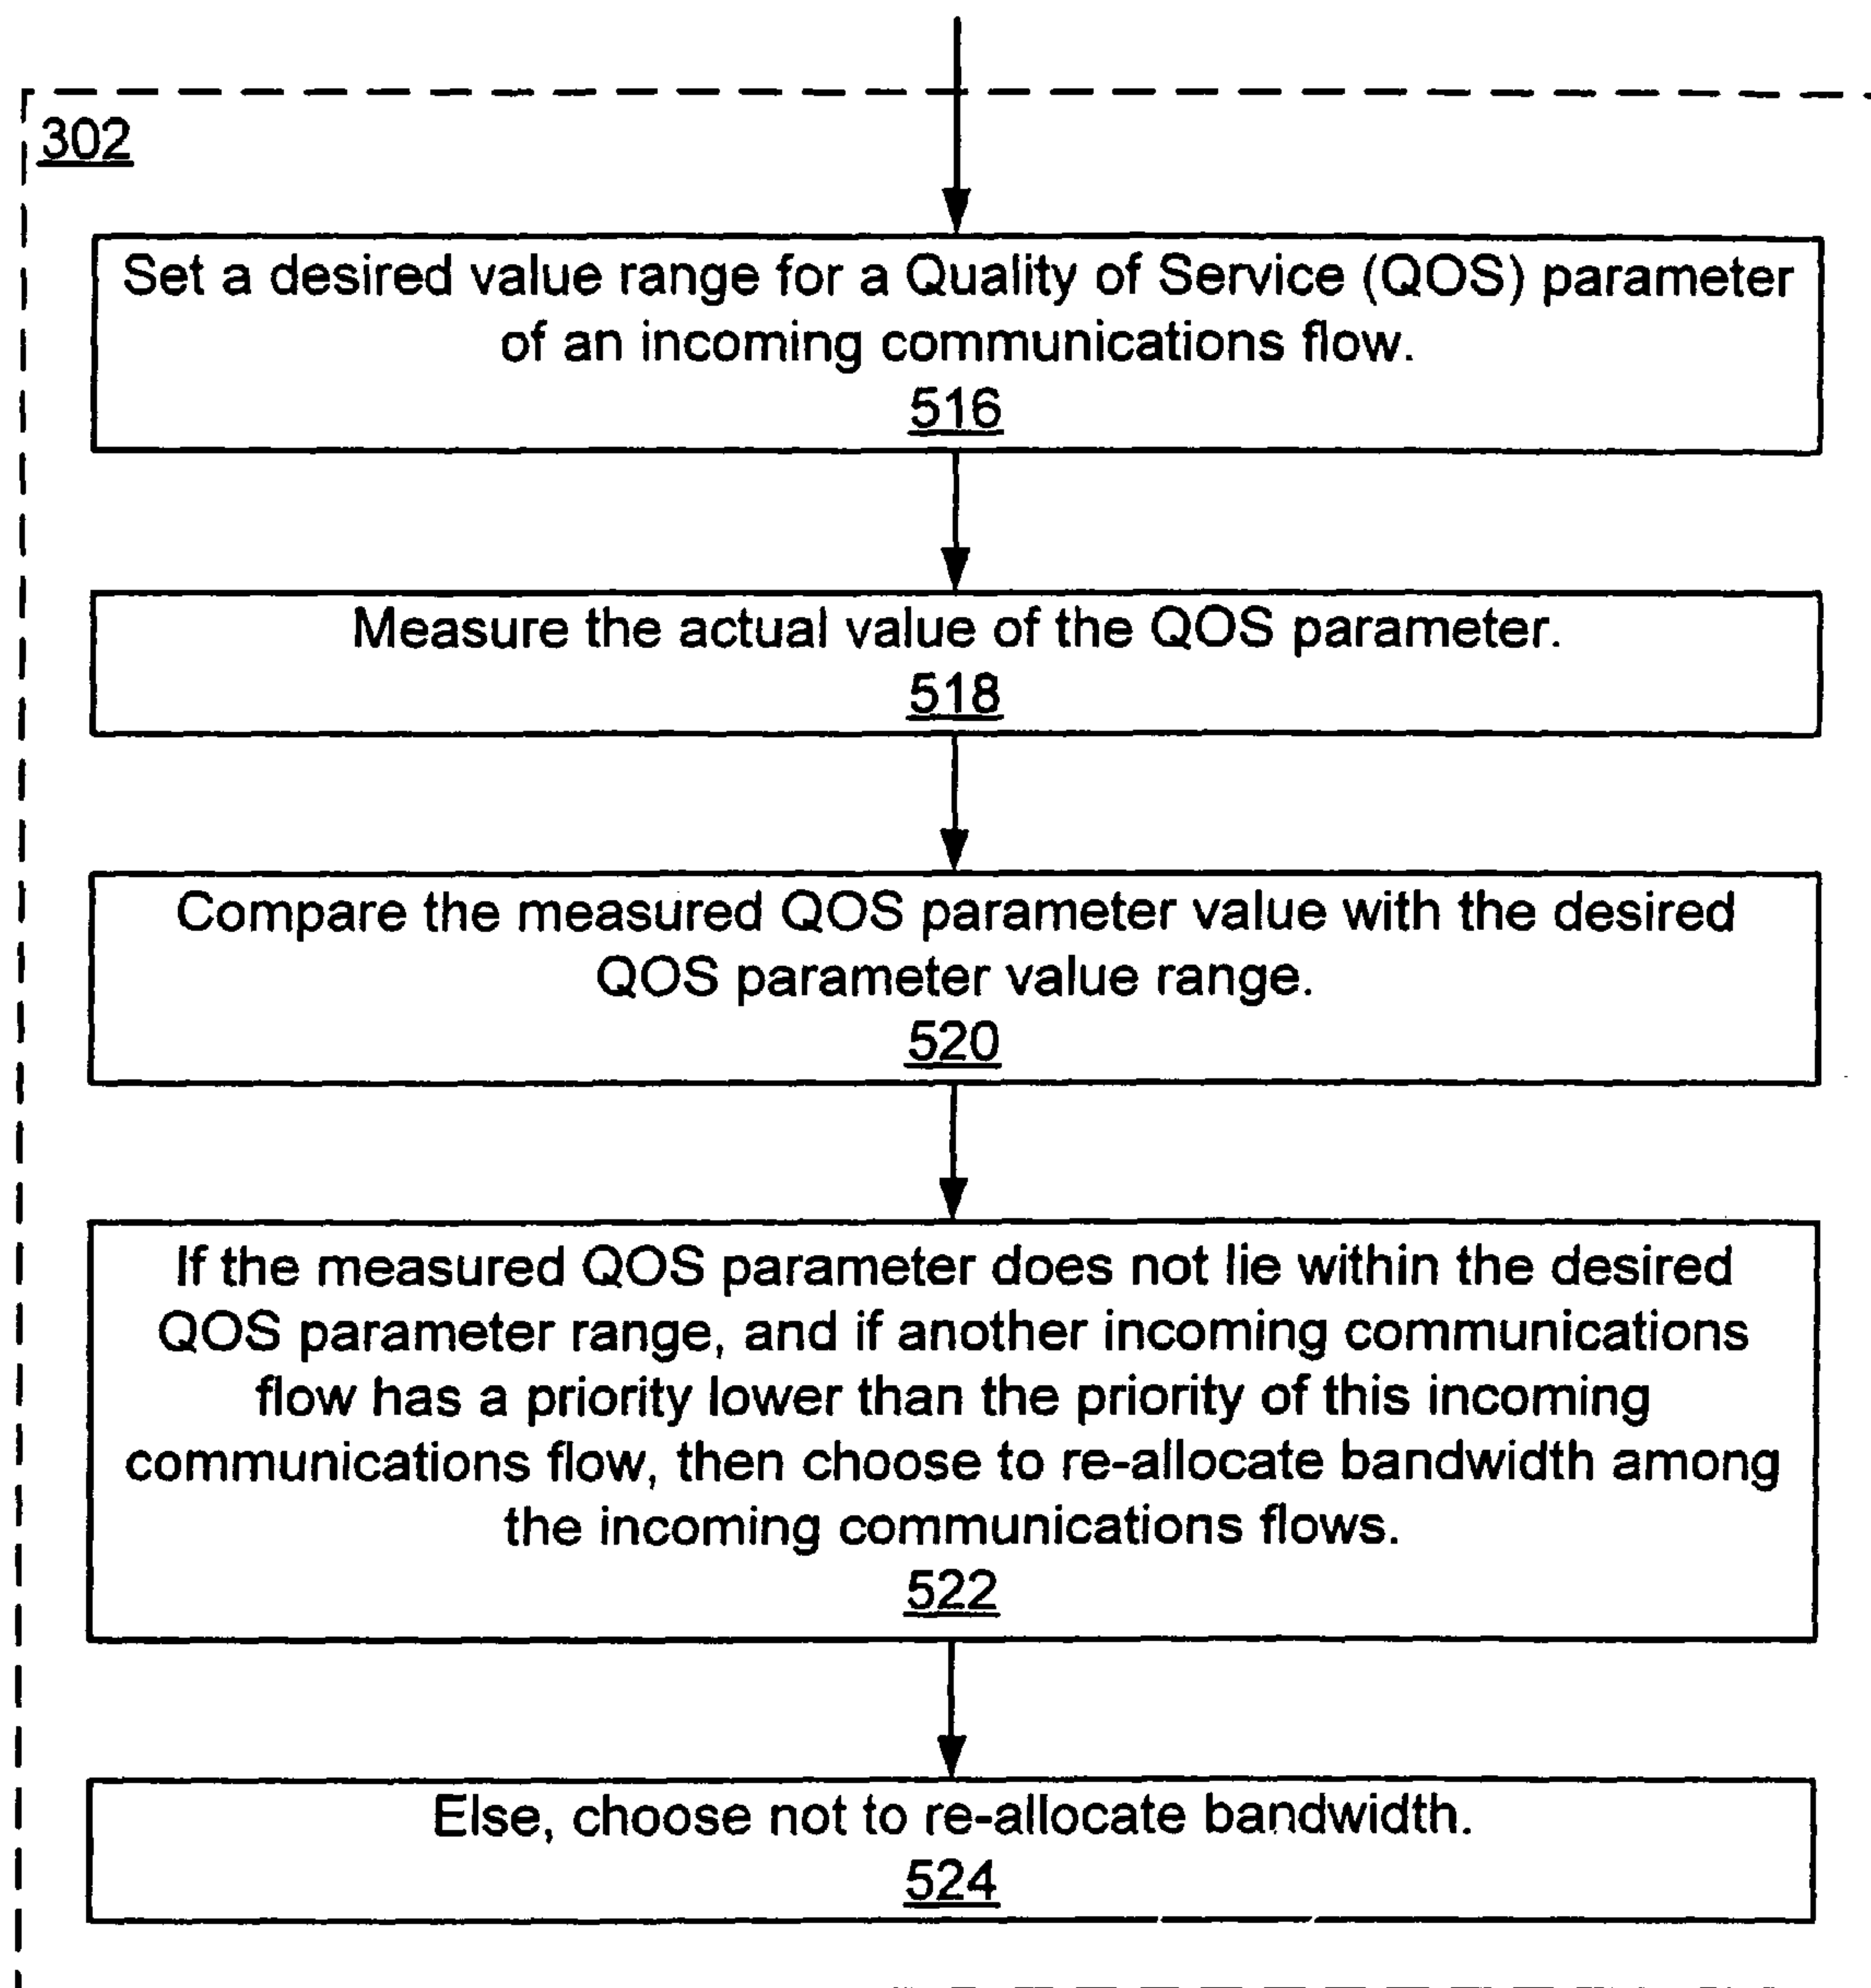 302
Set a desired value range for a Quality of Service (QOS) parameter
of an incoming communications flow.
516
Measure the actual value of the QOS parameter.
518
Compare the measured QOS parameter value with the desired
QOS parameter value range.
520
If the measured QOS parameter does not lie within the desired
QOS parameter range, and if another incoming communications
flow has a priority lower than the priority of this incoming
communications flow, then choose to re-allocate bandwidth among
the incoming communications flows.
522
Else, choose not to re-allocate bandwidth.
524